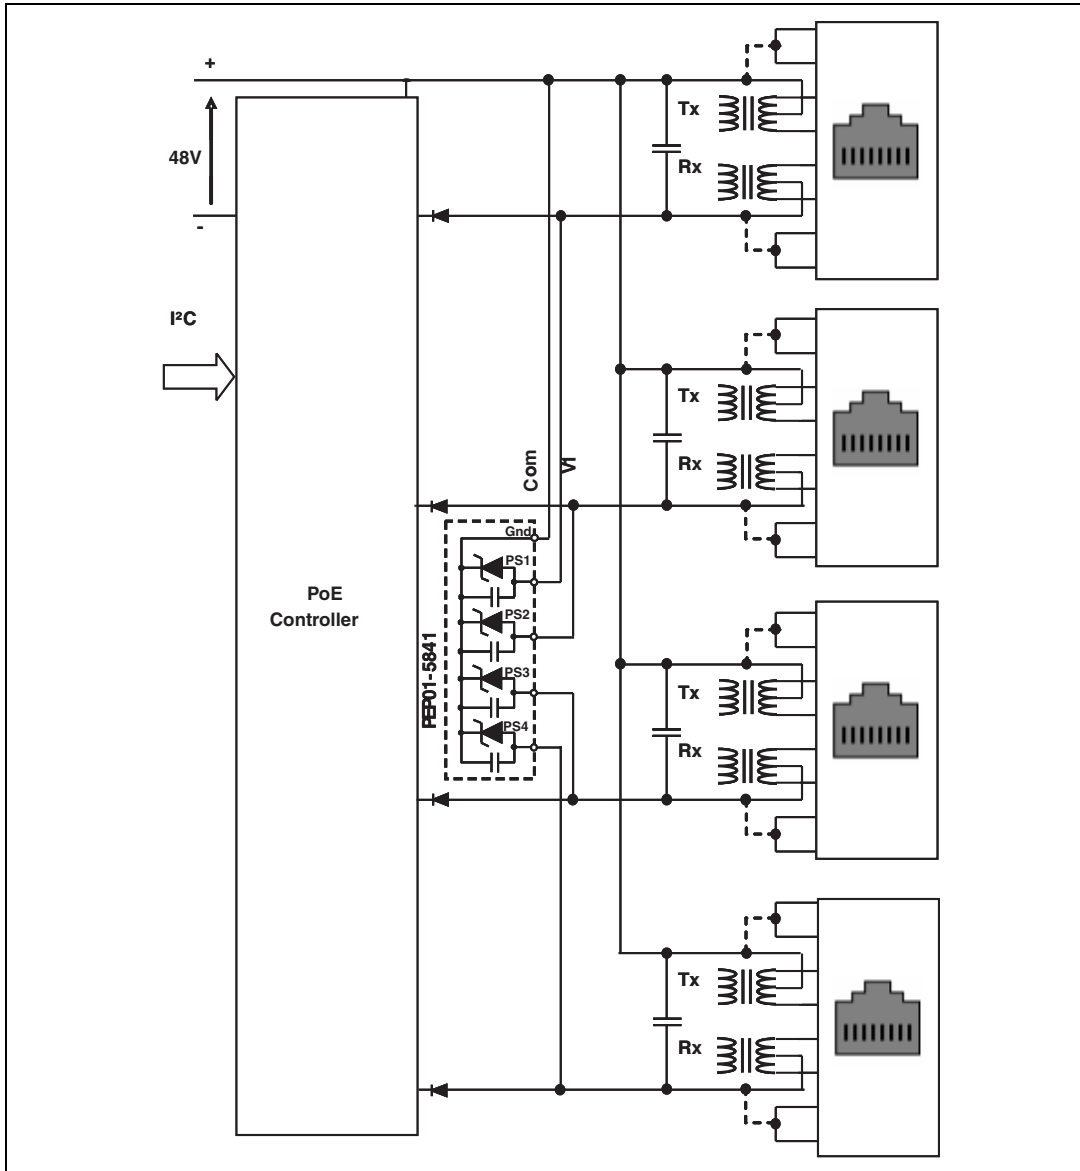 +
48V
-
I²C
PoE
Controller
Com
V1
PEP01-5841
Gnd
PS1
PS2
PS3
PS4
Tx
Rx
Tx
Rx
Tx
Rx
Tx
Rx